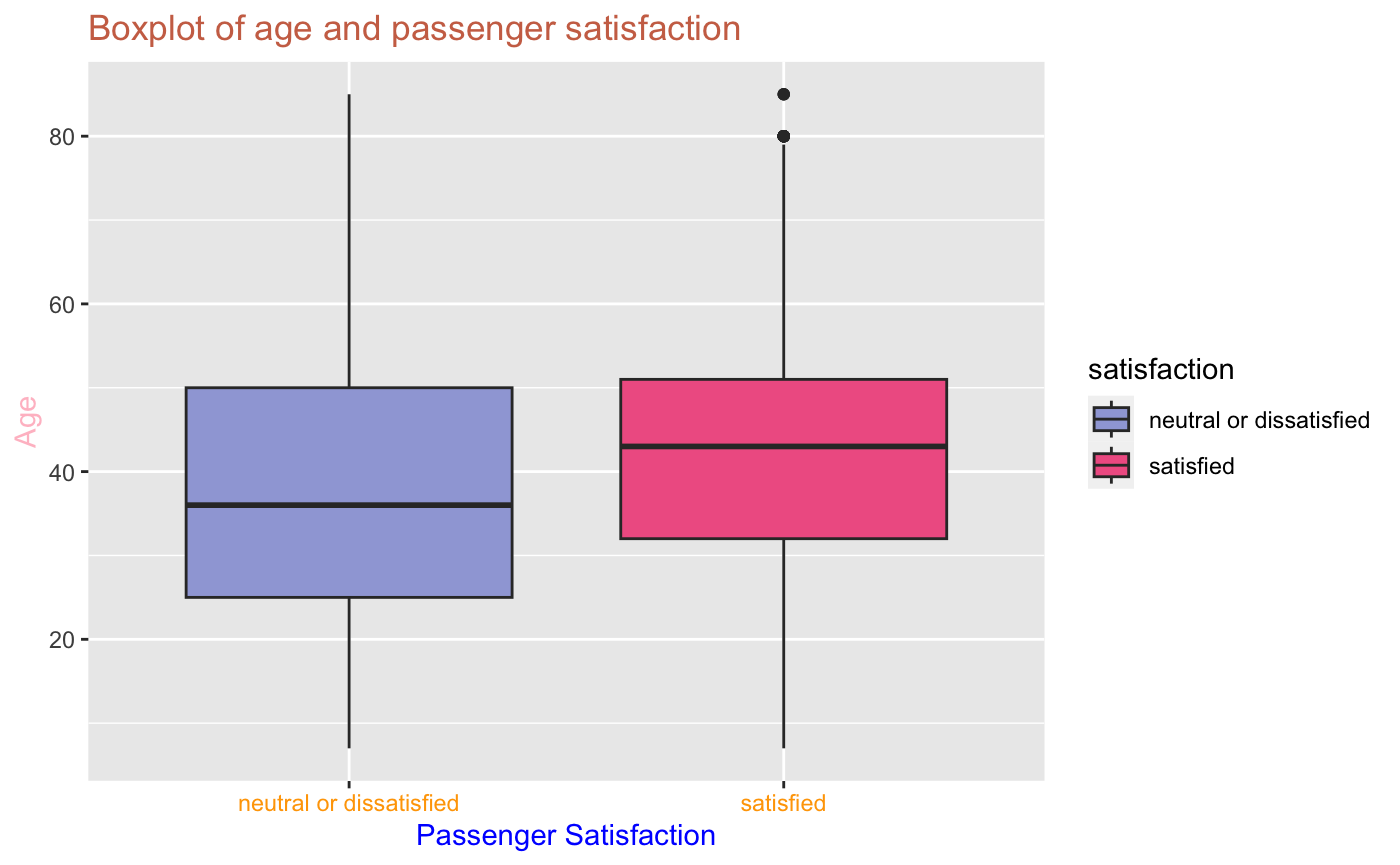 Boxplot of age and passenger satisfaction
80
60
40
20
Age
neutral or dissatisfied
satisfied
Passenger Satisfaction
satisfaction
neutral or dissatisfied
satisfied